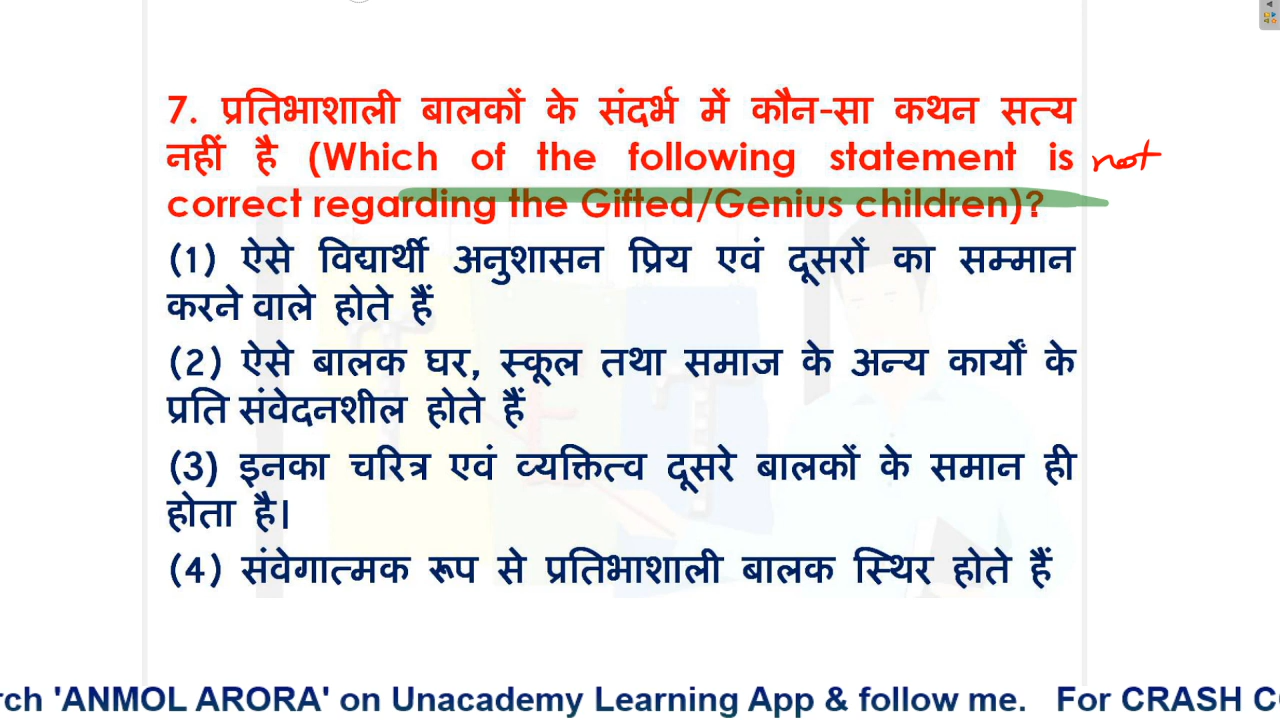 7. प्रतिभाशाली बालकों के संदर्भ में कौन-सा कथन सत्य
नहीं है (Which of the following statement is not
correct regarding the Gifted/Genius children)?
(1) ऐसे विद्यार्थी अनुशासन प्रिय एवं दूसरों का सम्मान
करने वाले होते हैं
(2) ऐसे बालक घर, स्कूल तथा समाज के अन्य कार्यों के
प्रति संवेदनशील होते हैं
(3) इनका चरित्र एवं व्यक्तित्व दूसरे बालकों के समान ही
होता है।
(4) संवेगात्मक रूप से प्रतिभाशाली बालक स्थिर होते हैं
'ANMOL ARORA' on Unacademy Learning App & follow me. For CRASH